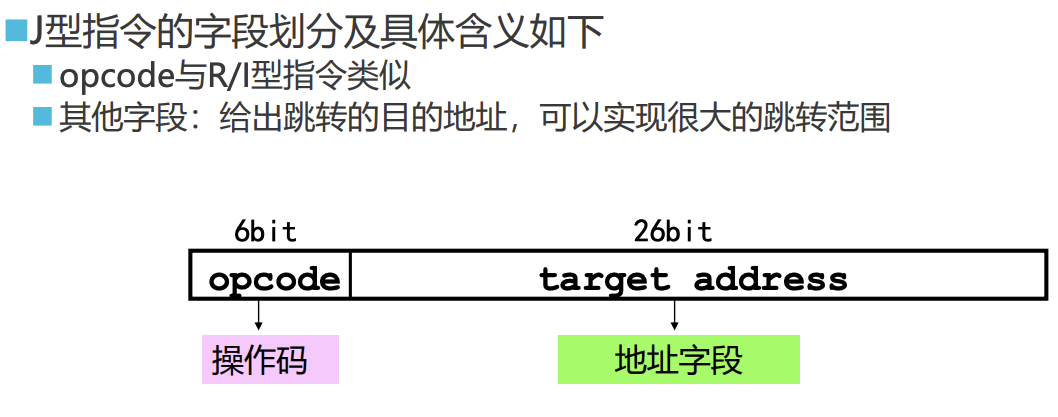 J型指令的字段划分及具体含义如下
opcode与R/I型指令类似
其他字段：给出跳转的目的地址，可以实现很大的跳转范围
6bit 26bit
opcode target address
操作码 地址字段